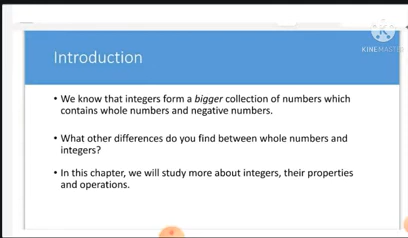 KINEMASTER
Introduction
• We know that integers form a bigger collection of numbers which
contains whole numbers and negative numbers.
• What other differences do you find between whole numbers and
integers?
• In this chapter, we will study more about integers, their properties
and operations.